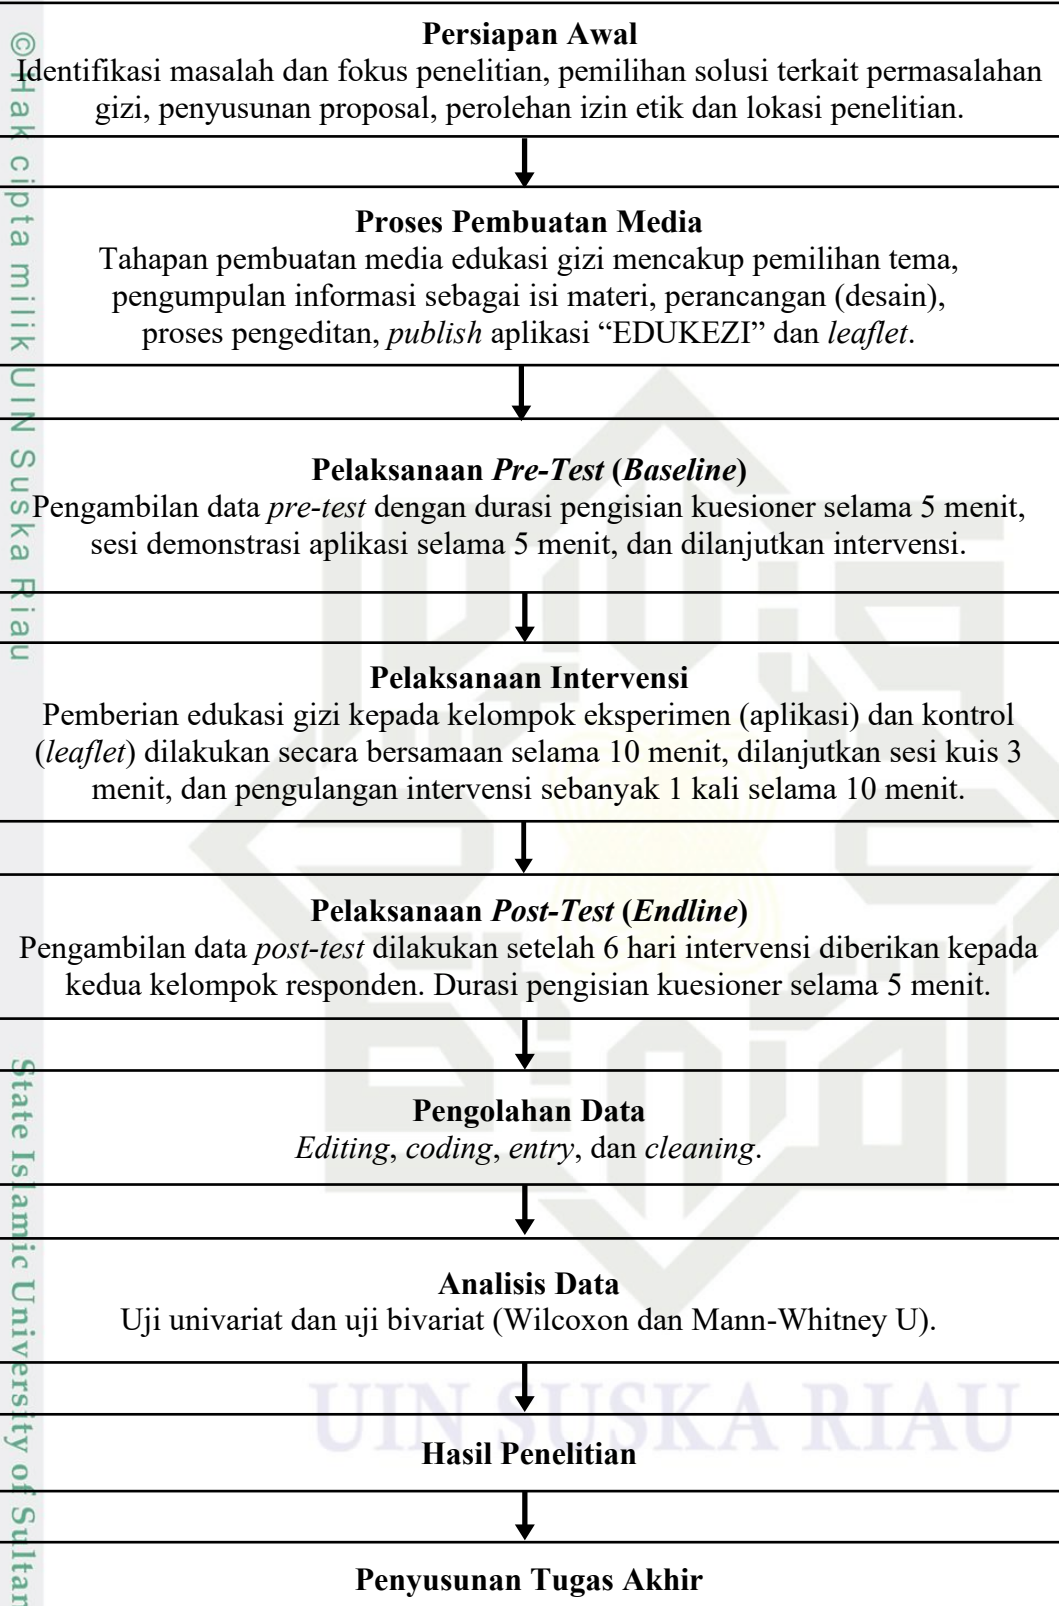 Persiapan Awal
Identifikasi masalah dan fokus penelitian, pemilihan solusi terkait permasalahan
gizi, penyusunan proposal, perolehan izin etik dan lokasi penelitian.
Proses Pembuatan Media
Tahapan pembuatan media edukasi gizi mencakup pemilihan tema,
pengumpulan informasi sebagai isi materi, perancangan (desain),
proses pengeditan, publish aplikasi “EDUKEZI” dan leaflet.
Pelaksanaan Pre-Test (Baseline)
Pengambilan data pre-test dengan durasi pengisian kuesioner selama 5 menit,
sesi demonstrasi aplikasi selama 5 menit, dan dilanjutkan intervensi.
Pelaksanaan Intervensi
Pemberian edukasi gizi kepada kelompok eksperimen (aplikasi) dan kontrol
(leaflet) dilakukan secara bersamaan selama 10 menit, dilanjutkan sesi kuis 3
menit, dan pengulangan intervensi sebanyak 1 kali selama 10 menit.
Pelaksanaan Post-Test (Endline)
Pengambilan data post-test dilakukan setelah 6 hari intervensi diberikan kepada
kedua kelompok responden. Durasi pengisian kuesioner selama 5 menit.
Pengolahan Data
Editing, coding, entry, dan cleaning.
Analisis Data
Uji univariat dan uji bivariat (Wilcoxon dan Mann-Whitney U).
UIN SUSKA RIAU
Hasil Penelitian
Penyusunan Tugas Akhir
© Hak cipta milik UIN Suska Riau
State Islamic University of Sultan